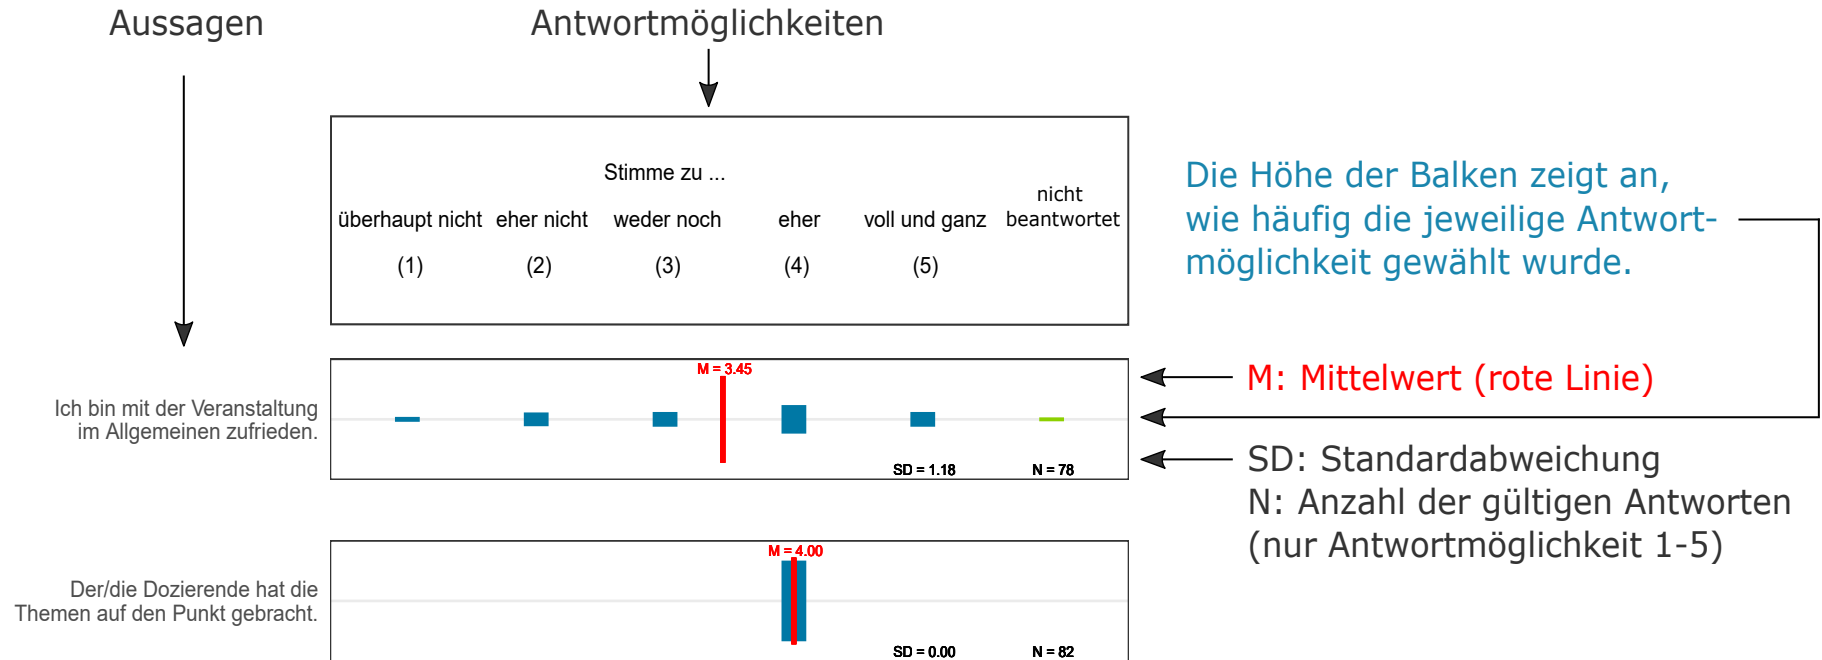 Aussagen
Antwortmöglichkeiten
Stimme zu ...
überhaupt nicht
eher nicht
weder noch
eher
voll und ganz
nicht
beantwortet
(1)
(2)
(3)
(4)
(5)
Die Höhe der Balken zeigt an,
wie häufig die jeweilige Antwort-
möglichkeit gewählt wurde.
Ich bin mit der Veranstaltung
im Allgemeinen zufrieden.
M = 3.45
SD = 1.18
N = 78
M: Mittelwert (rote Linie)
SD: Standardabweichung
N: Anzahl der gültigen Antworten
(nur Antwortmöglichkeit 1-5)
Der/die Dozierende hat die
Themen auf den Punkt gebracht.
M = 4.00
SD = 0.00
N = 82